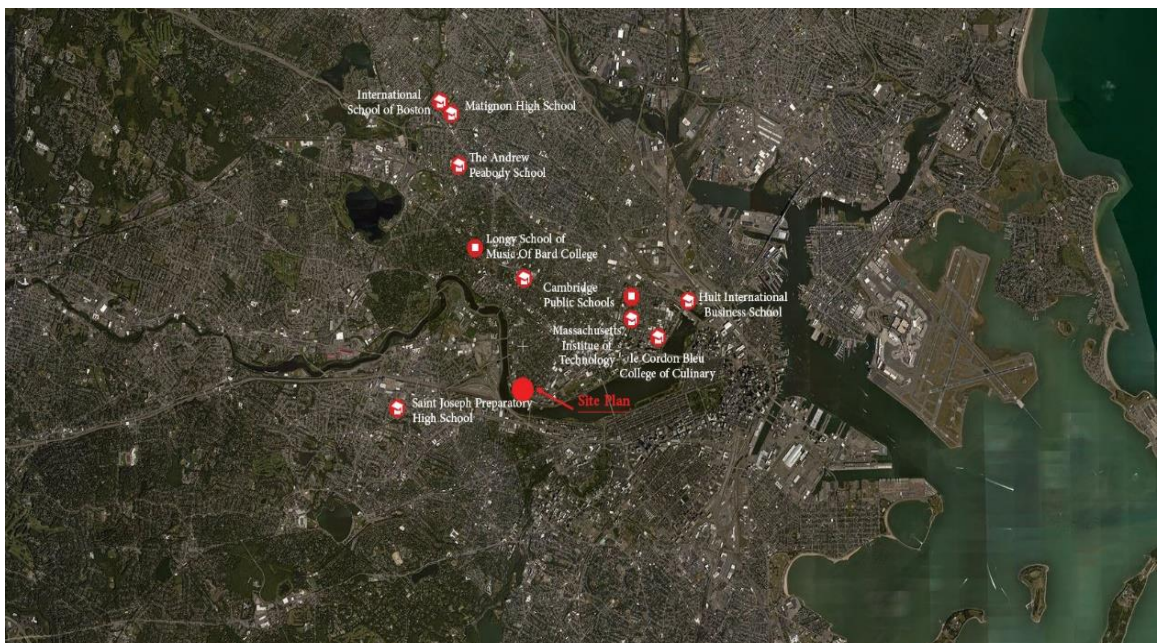 International
School of Boston
Matignon High School
The Andrew
Peabody School
Longy School of
Music Of Bard College
Cambridge
Public Schools
Hult International
Business School
Massachusetts
Institue of
Technology
le Cordon Bleu
College of Culinary
Site Plan
Saint Joseph Preparatory
High School